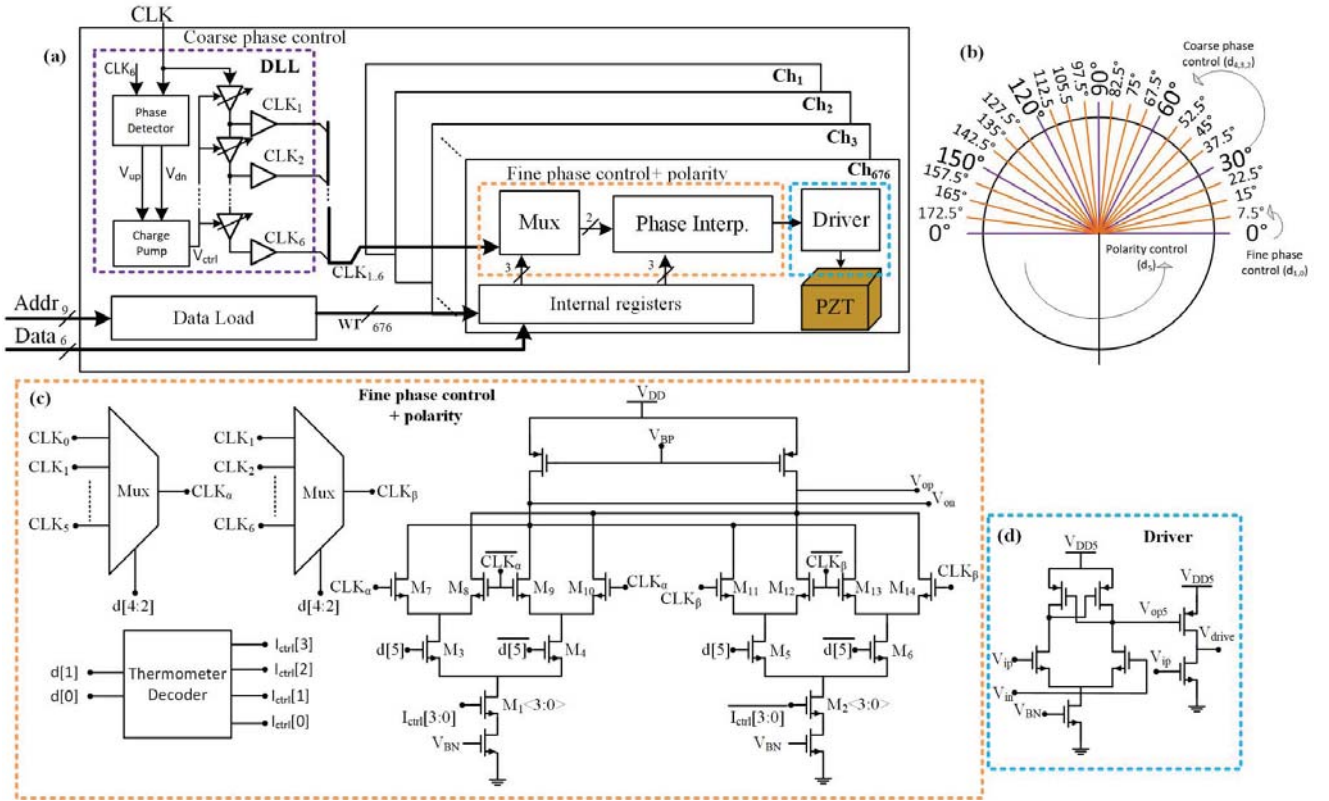 CLK
(a)
Coarse phase control
DLL
CLK6
Phase
Detector
Vup
Vdn
Charge
Pump
Vctrl
CLK1
CLK2
CLK6
CLK1..6
Ch1
Ch2
Ch3
Ch676
Fine phase control+ polarity
Mux
2
Phase Interp.
Driver
3
3
Internal registers
PZT
Addr 9
Data Load
wr 676
Data 6
(b)
Coarse phase
control (d4,3,2)
172.5°
165°
157.5°
150°
142.5°
135°
127.5°
120°
112.5°
105.5°
97.5°
90°
82.5°
75°
67.5°
60°
52.5°
45°
37.5°
30°
22.5°
15°
7.5°
0°
0°
Polarity control
(d5)
Fine phase
control (d1,0)
(c)
Fine phase control
+ polarity
CLK0
CLK1
CLK5
Mux
CLKα
d[4:2]
CLK1
CLK2
CLK6
Mux
CLKβ
d[4:2]
d[1]
d[0]
Thermometer
Decoder
Ictrl[3]
Ictrl[2]
Ictrl[1]
Ictrl[0]
VDD
VBP
Vop
Von
CLKα
M7
M8
CLKα
M9
M10
CLKα
CLKβ
M11
M12
CLKβ
M13
M14
CLKβ
d[5]
M3
d[5]
M4
d[5]
M5
d[5]
M6
Ictrl[3:0]
M1<3:0>
Ictrl[3:0]
M2<3:0>
VBN
VBN
(d)
Driver
VDD5
VDD5
Vop5
Vdrive
Vip
Vip
Vin
VBN